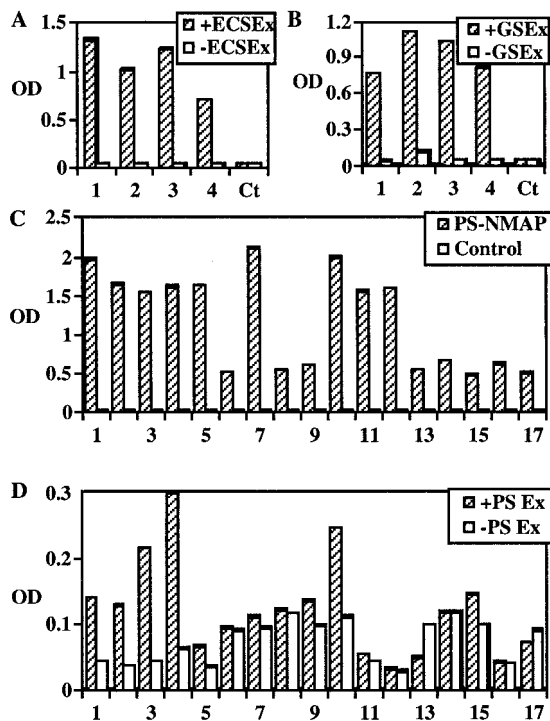 A
+ECSEx
-ECSEx
OD
1.5
1
0.5
0
1 2 3 4 Ct
B
+GSEx
-GSEx
OD
1.2
0.9
0.6
0.3
0
1 2 3 4 Ct
C
PS-NMAP
Control
OD
2.5
2
1.5
1
0.5
0
1 3 5 7 9 11 13 15 17
D
+PS Ex
-PS Ex
OD
0.3
0.2
0.1
0
1 3 5 7 9 11 13 15 17